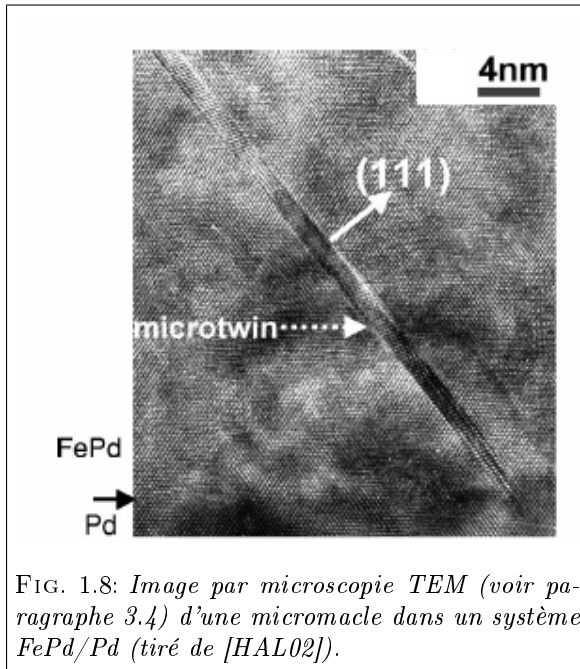 4nm
(111)
microtwin
FePd
Pd
FIG. 1.8: Image par microscopie TEM (voir pa-
ragraphe 3.4) d'une micromacle dans un système
FePd/Pd (tiré de [HAL02]).